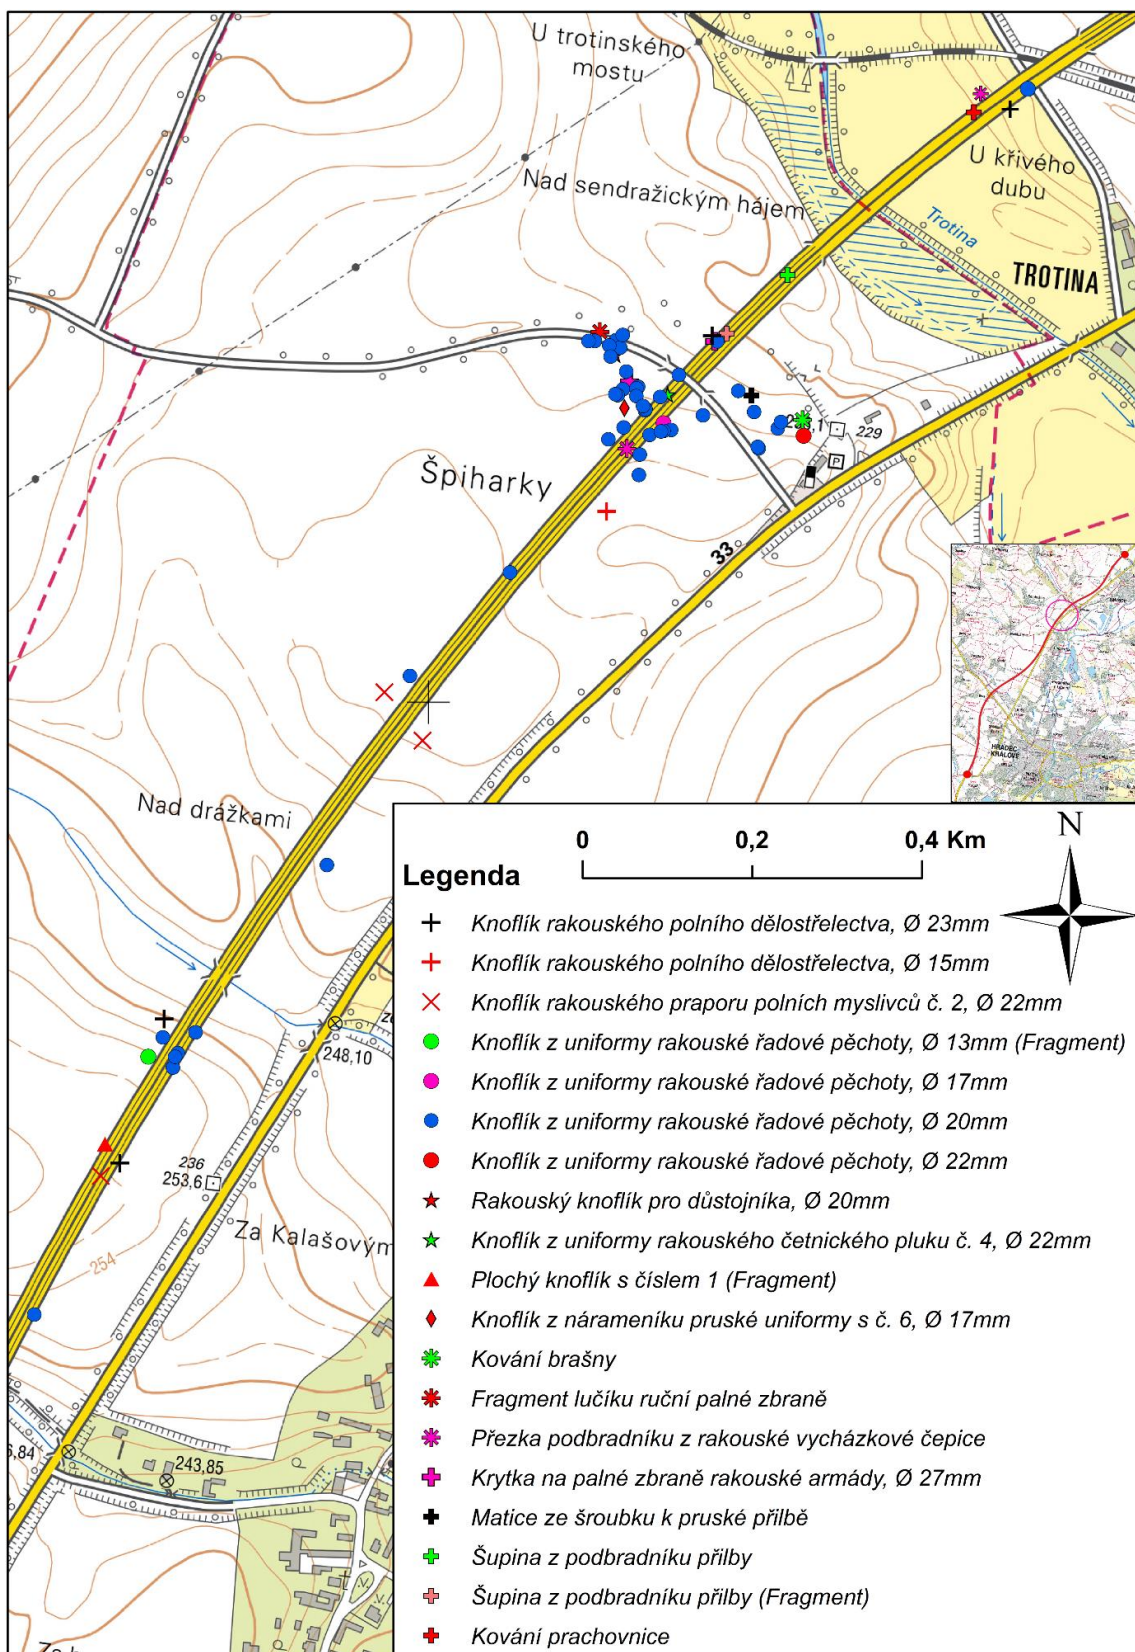 U trotinského
mostu
Nad sendražickým hájem
U křivého
dubu
Trotina
TROTINA
229
P
Špiharky
33
HRADEC
KRÁLOVÉ
Nad drážkami
248,10
236
253,6
Za Kalašovým
254
243,85
6,84
0 0,2 0,4 Km
N
Legenda
Knoflík rakouského polního dělostřelectva, Ø 23mm
Knoflík rakouského polního dělostřelectva, Ø 15mm
Knoflík rakouského praporu polních myslivců č. 2, Ø 22mm
Knoflík z uniformy rakouské řadové pěchoty, Ø 13mm (Fragment)
Knoflík z uniformy rakouské řadové pěchoty, Ø 17mm
Knoflík z uniformy rakouské řadové pěchoty, Ø 20mm
Knoflík z uniformy rakouské řadové pěchoty, Ø 22mm
Rakouský knoflík pro důstojníka, Ø 20mm
Knoflík z uniformy rakouského četnického pluku č. 4, Ø 22mm
Plochý knoflík s číslem 1 (Fragment)
Knoflík z nárameníku pruské uniformy s č. 6, Ø 17mm
Kování brašny
Fragment lučíku ruční palné zbraně
Přezka podbradníku z rakouské vycházkové čepice
Krytka na palné zbraně rakouské armády, Ø 27mm
Matice ze šroubku k pruské přilbě
Šupina z podbradníku přilby
Šupina z podbradníku přilby (Fragment)
Kování prachovnice